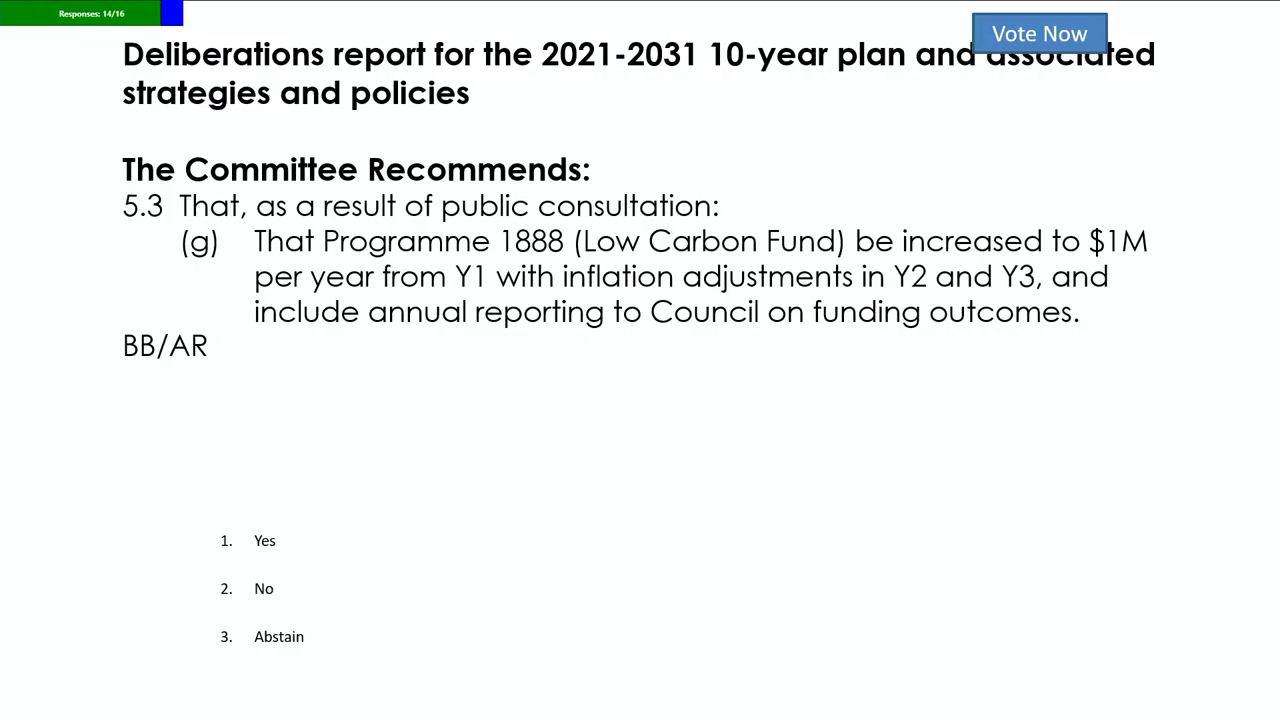 Responses: 14/16
Vote Now
Deliberations report for the 2021-2031 10-year plan and associated
strategies and policies
The Committee Recommends:
5.3 That, as a result of public consultation:
(g) That Programme 1888 (Low Carbon Fund) be increased to $1M
per year from Y1 with inflation adjustments in Y2 and Y3, and
include annual reporting to Council on funding outcomes.
BB/AR
1. Yes
2. No
3. Abstain